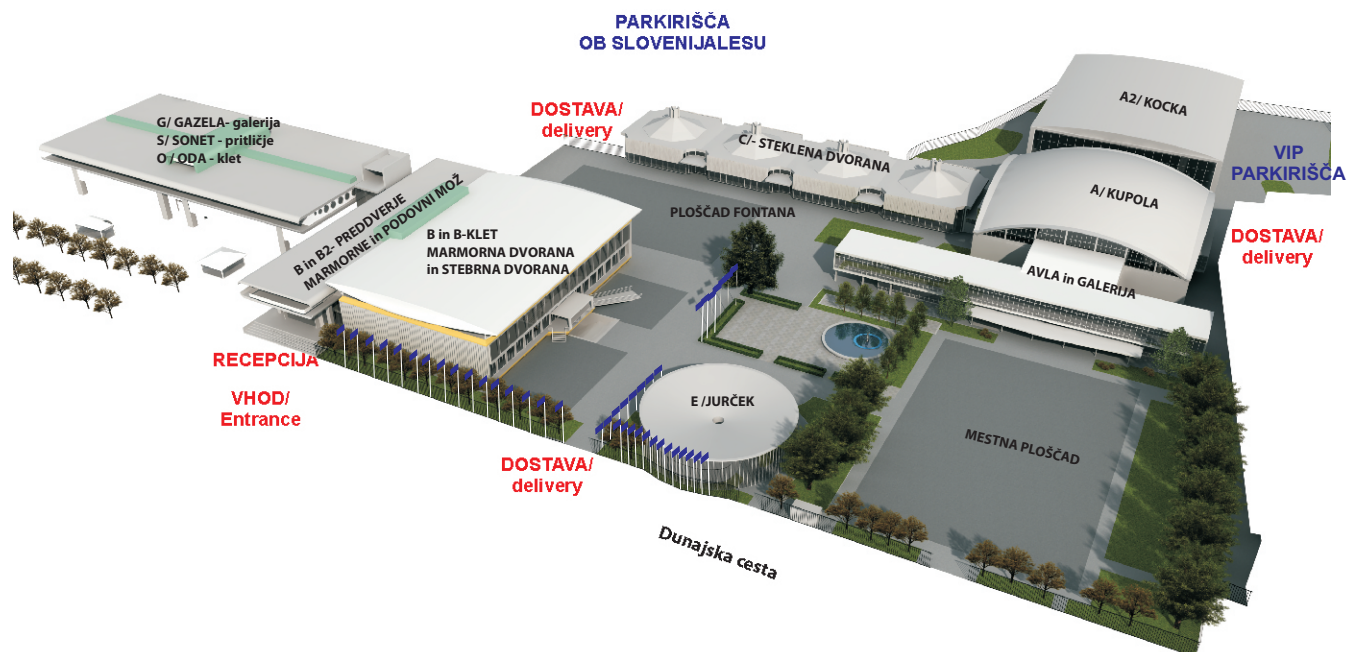 PARKIRIŠČA
OB SLOVENIJALESU
G/ GAZELA- galerija
S/ SONET - pritličje
O / ODA - klet
DOSTAVA/
delivery
C/- STEKLENA DVORANA
A2/ KOCKA
VIP
PARKIRIŠČA
A/ KUPOLA
DOSTAVA/
delivery
B in B2- PREDDVERJE
MARMORNE in PODOVNI MOŽ
B in B-KLET
MARMORNA DVORANA
in STEBRNA DVORANA
PLOŠČAD FONTANA
AVLA in GALERIJA
RECEPCIJA
VHOD/
Entrance
E /JURČEK
MESTNA PLOŠČAD
DOSTAVA/
delivery
Dunajska cesta